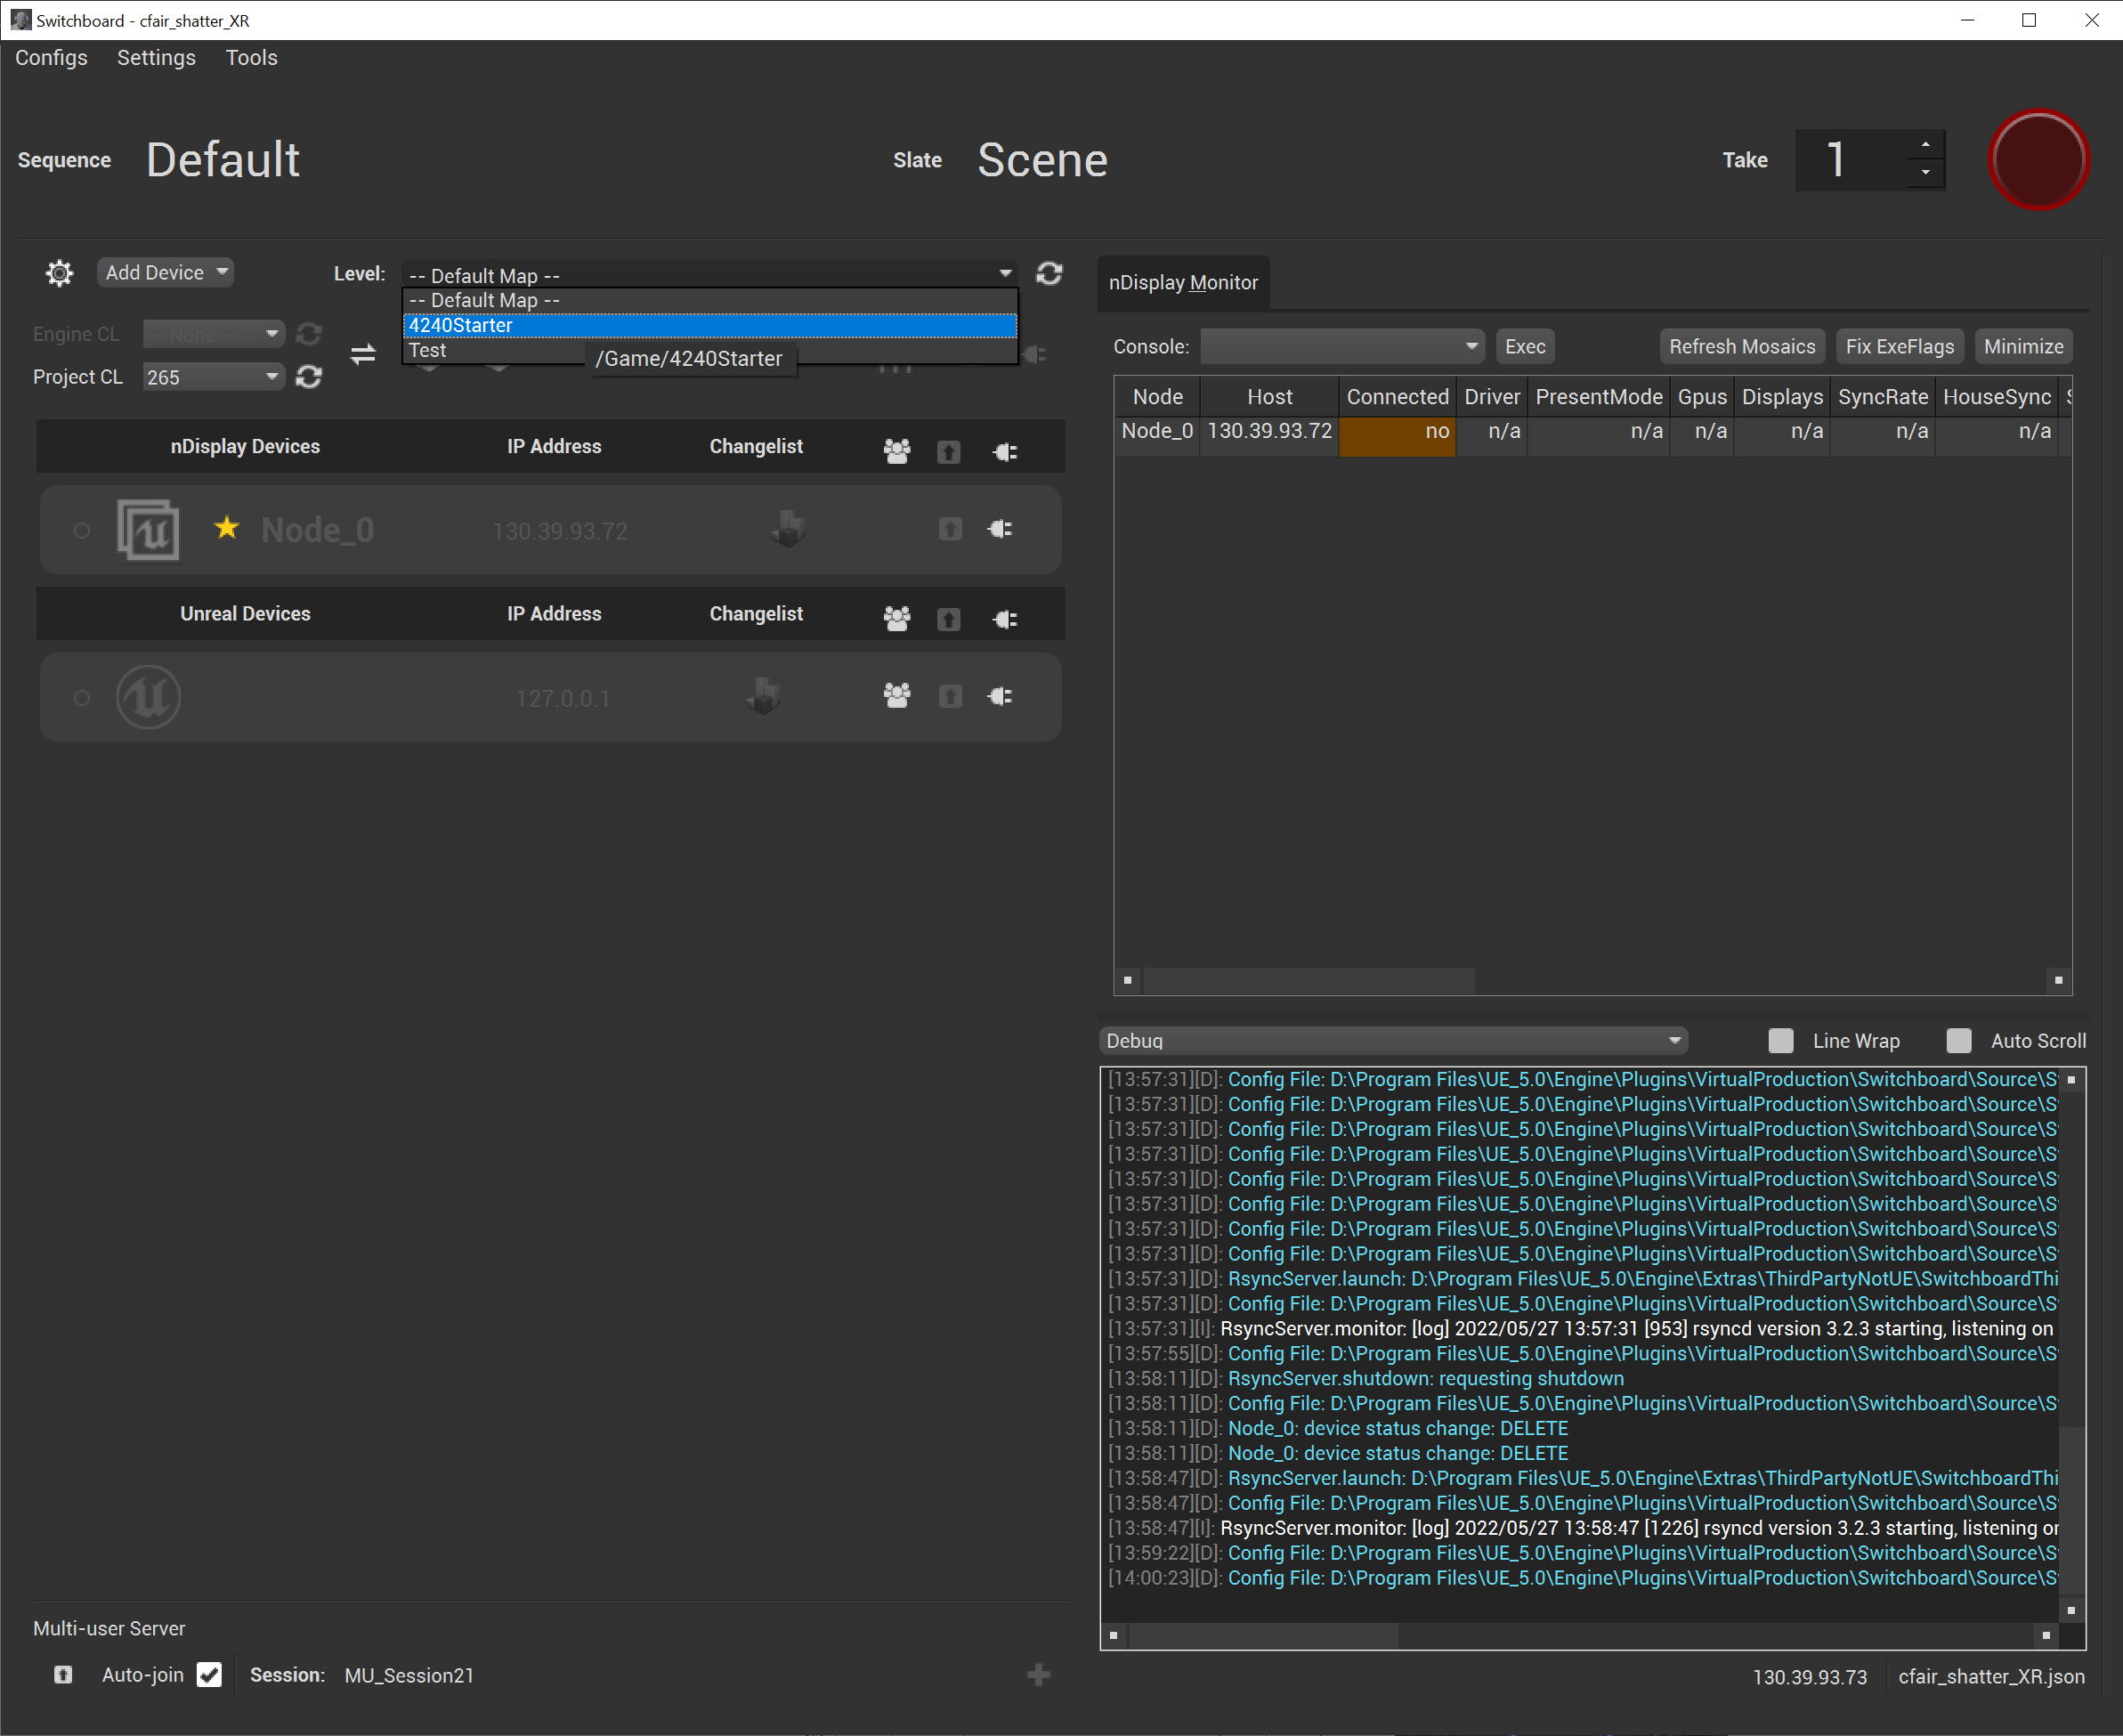 Switchboard - cfair_shatter_XR
Configs Settings Tools
Sequence Default Slate Scene Take 1
Add Device Level: -- Default Map --
-- Default Map --
4240Starter
Test
/Game/4240Starter
Engine CL -- None --
Project CL 265
nDisplay Devices IP Address Changelist
Node_0 130.39.93.72
Unreal Devices IP Address Changelist
127.0.0.1
nDisplay Monitor
Console: Exec Refresh Mosaics Fix ExeFlags Minimize
Node Host Connected Driver PresentMode Gpus Displays SyncRate HouseSync
Node_0 130.39.93.72 no n/a n/a n/a n/a n/a n/a
Debug Line Wrap Auto Scroll
[13:57:31][D]: Config File: D:\Program Files\UE_5.0\Engine\Plugins\VirtualProduction\Switchboard\Source\S
[13:57:31][D]: Config File: D:\Program Files\UE_5.0\Engine\Plugins\VirtualProduction\Switchboard\Source\S
[13:57:31][D]: Config File: D:\Program Files\UE_5.0\Engine\Plugins\VirtualProduction\Switchboard\Source\S
[13:57:31][D]: Config File: D:\Program Files\UE_5.0\Engine\Plugins\VirtualProduction\Switchboard\Source\S
[13:57:31][D]: Config File: D:\Program Files\UE_5.0\Engine\Plugins\VirtualProduction\Switchboard\Source\S
[13:57:31][D]: Config File: D:\Program Files\UE_5.0\Engine\Plugins\VirtualProduction\Switchboard\Source\S
[13:57:31][D]: Config File: D:\Program Files\UE_5.0\Engine\Plugins\VirtualProduction\Switchboard\Source\S
[13:57:31][D]: Config File: D:\Program Files\UE_5.0\Engine\Plugins\VirtualProduction\Switchboard\Source\S
[13:57:31][D]: RsyncServer.launch: D:\Program Files\UE_5.0\Engine\Extras\ThirdPartyNotUE\SwitchboardThi
[13:57:31][D]: Config File: D:\Program Files\UE_5.0\Engine\Plugins\VirtualProduction\Switchboard\Source\S
[13:57:31][I]: RsyncServer.monitor: [log] 2022/05/27 13:57:31 [953] rsyncd version 3.2.3 starting, listening on
[13:57:55][D]: Config File: D:\Program Files\UE_5.0\Engine\Plugins\VirtualProduction\Switchboard\Source\S
[13:58:11][D]: RsyncServer.shutdown: requesting shutdown
[13:58:11][D]: Config File: D:\Program Files\UE_5.0\Engine\Plugins\VirtualProduction\Switchboard\Source\S
[13:58:11][D]: Node_0: device status change: DELETE
[13:58:11][D]: Node_0: device status change: DELETE
[13:58:47][D]: RsyncServer.launch: D:\Program Files\UE_5.0\Engine\Extras\ThirdPartyNotUE\SwitchboardThi
[13:58:47][D]: Config File: D:\Program Files\UE_5.0\Engine\Plugins\VirtualProduction\Switchboard\Source\S
[13:58:47][I]: RsyncServer.monitor: [log] 2022/05/27 13:58:47 [1226] rsyncd version 3.2.3 starting, listening on
[13:59:22][D]: Config File: D:\Program Files\UE_5.0\Engine\Plugins\VirtualProduction\Switchboard\Source\S
[14:00:23][D]: Config File: D:\Program Files\UE_5.0\Engine\Plugins\VirtualProduction\Switchboard\Source\S
Multi-user Server
Auto-join Session: MU_Session21
130.39.93.73 cfair_shatter_XR.json